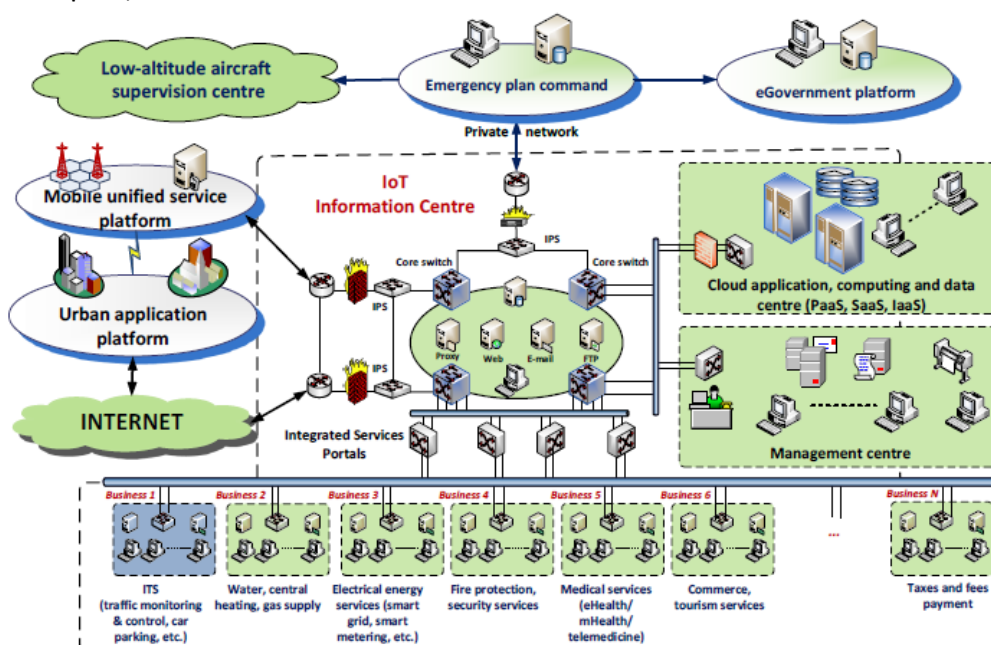 Low-altitude aircraft
supervision centre
Emergency plan command
eGovernment platform
Private network
Mobile unified service
platform
IoT
Information Centre
IPS
Core switch
Core switch
Cloud application, computing and data
centre (PaaS, SaaS, IaaS)
Urban application
platform
IPS
Proxy
Web
E-mail
FTP
IPS
INTERNET
Integrated Services
Portals
Management centre
Business 1
Business 2
Business 3
Business 4
Business 5
Business 6
...
Business N
ITS
(traffic monitoring
& control, car
parking, etc.)
Water, central
heating, gas supply
Electrical energy
services (smart
grid, smart
metering, etc.)
Fire protection,
security services
Medical services
(eHealth/
mHealth/
telemedicine)
Commerce,
tourism services
Taxes and fees
payment